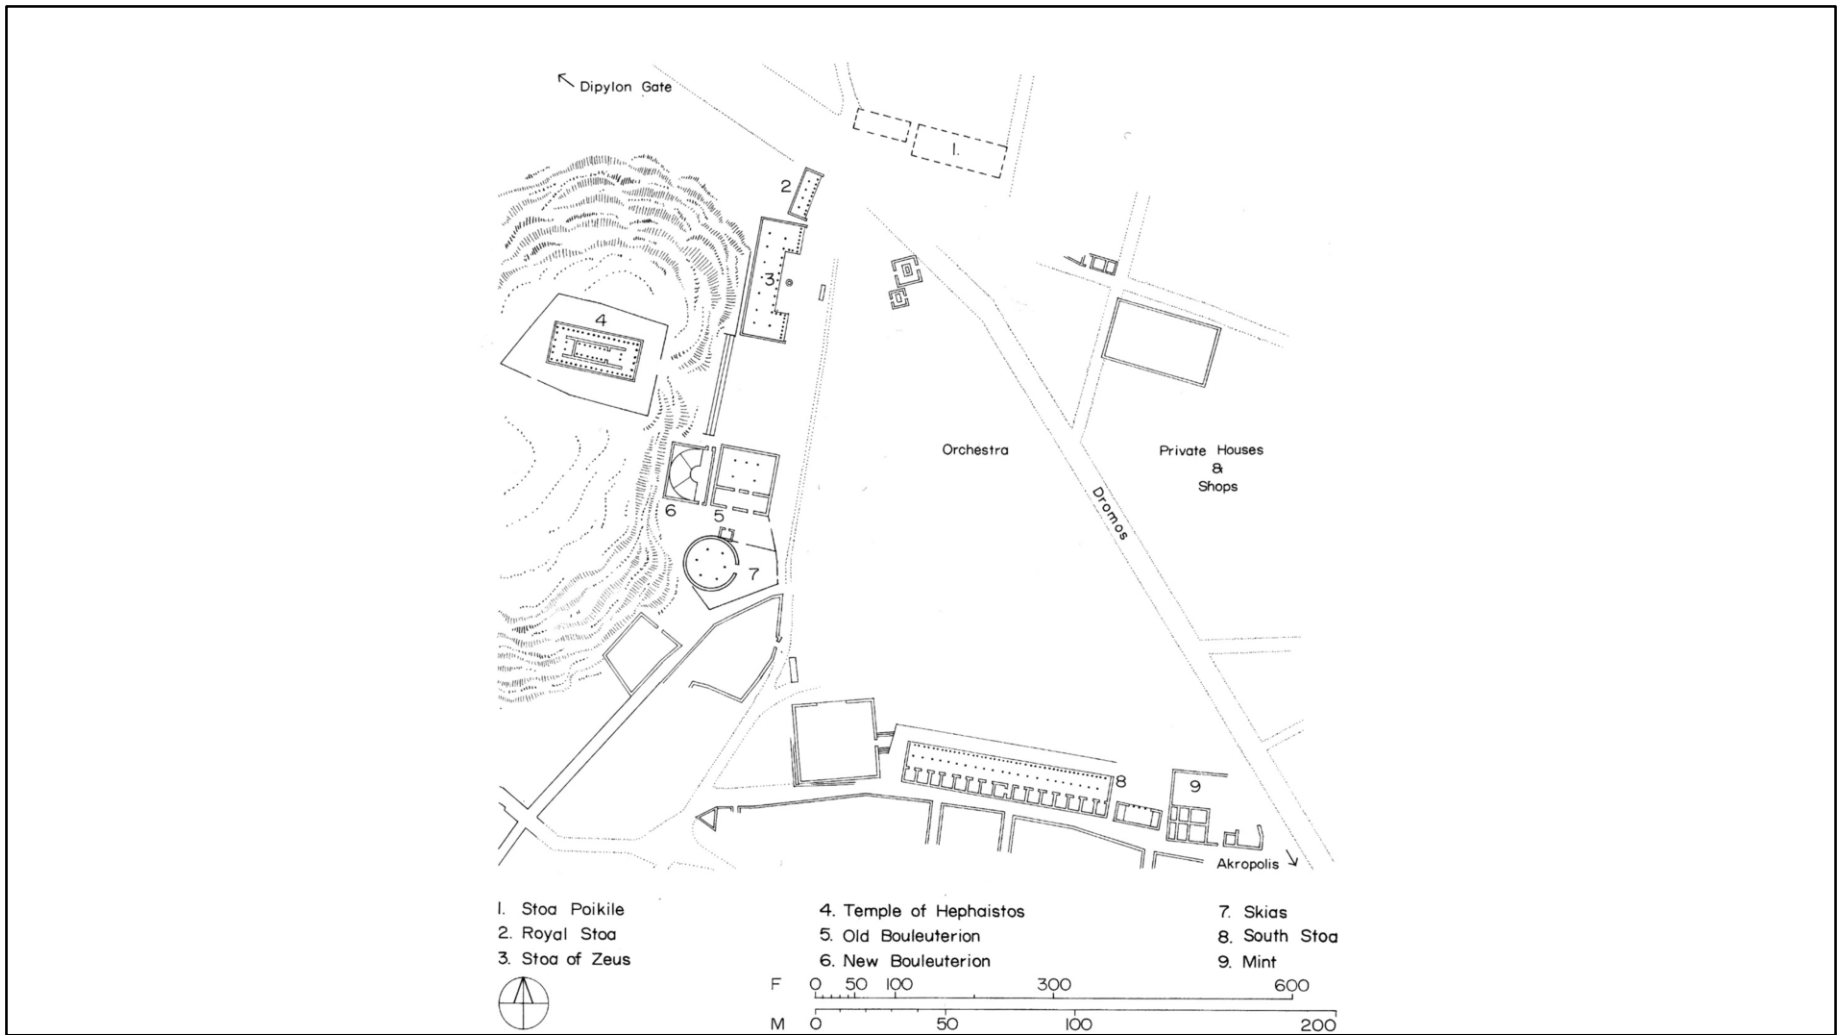 Dipylon Gate
1.
2
3
4
Orchestra
Private Houses
&
Shops
Dromos
6
5
7
8
9
Akropolis
1. Stoa Poikile
2. Royal Stoa
3. Stoa of Zeus
4. Temple of Hephaistos
5. Old Bouleuterion
6. New Bouleuterion
7. Skias
8. South Stoa
9. Mint
F 0 50 100 300 600
M 0 50 100 200